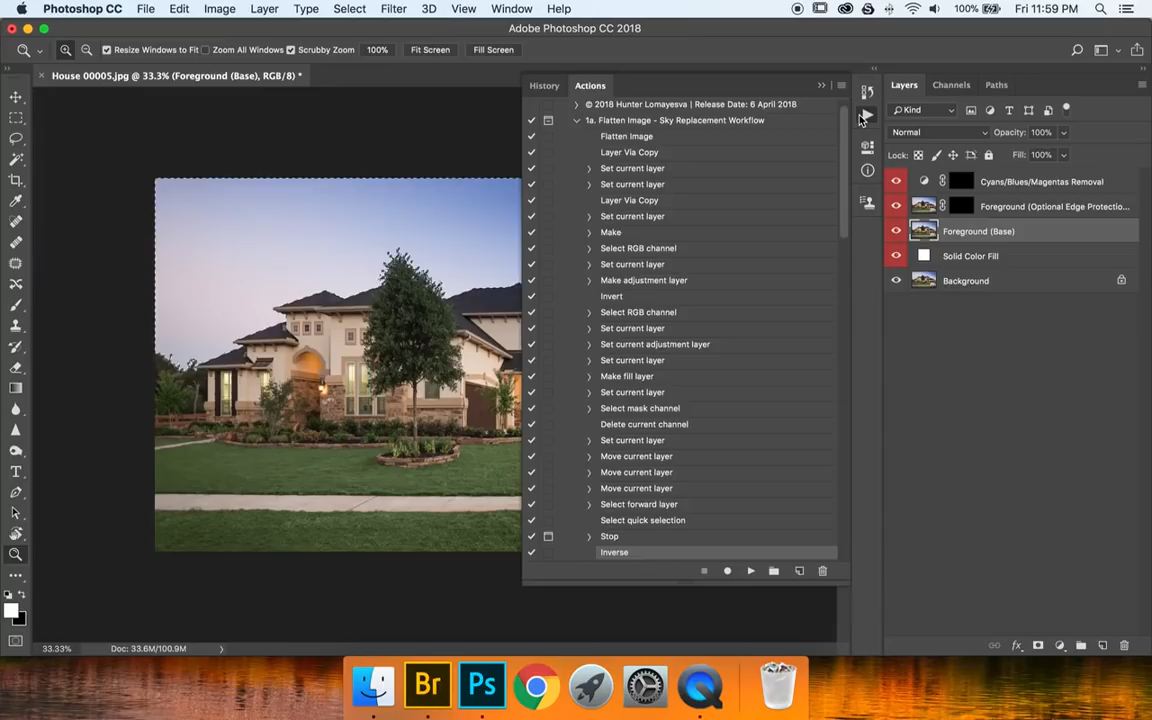 Photoshop CC File Edit Image Layer Type Select Filter 3D View Window Help 100% Fri 11:59 PM
Adobe Photoshop CC 2018
Resize Windows to Fit Zoom All Windows Scrubby Zoom 100% Fit Screen Fill Screen
House 00005.jpg @ 33.3% (Foreground (Base), RGB/8) *
History Actions
© 2018 Hunter Lomayesva | Release Date: 6 April 2018
1a. Flatten Image - Sky Replacement Workflow
Flatten Image
Layer Via Copy
Set current layer
Set current layer
Layer Via Copy
Set current layer
Make
Select RGB channel
Set current layer
Make adjustment layer
Invert
Select RGB channel
Set current layer
Set current adjustment layer
Set current layer
Make fill layer
Set current layer
Select mask channel
Delete current channel
Set current layer
Move current layer
Move current layer
Move current layer
Select forward layer
Select quick selection
Stop
Inverse
Layers Channels Paths
Kind
Normal Opacity: 100%
Lock: Fill: 100%
Cyans/Blues/Magentas Removal
Foreground (Optional Edge Protectio...
Foreground (Base)
Solid Color Fill
Background
33.33% Doc: 33.6M/100.9M
Br Ps